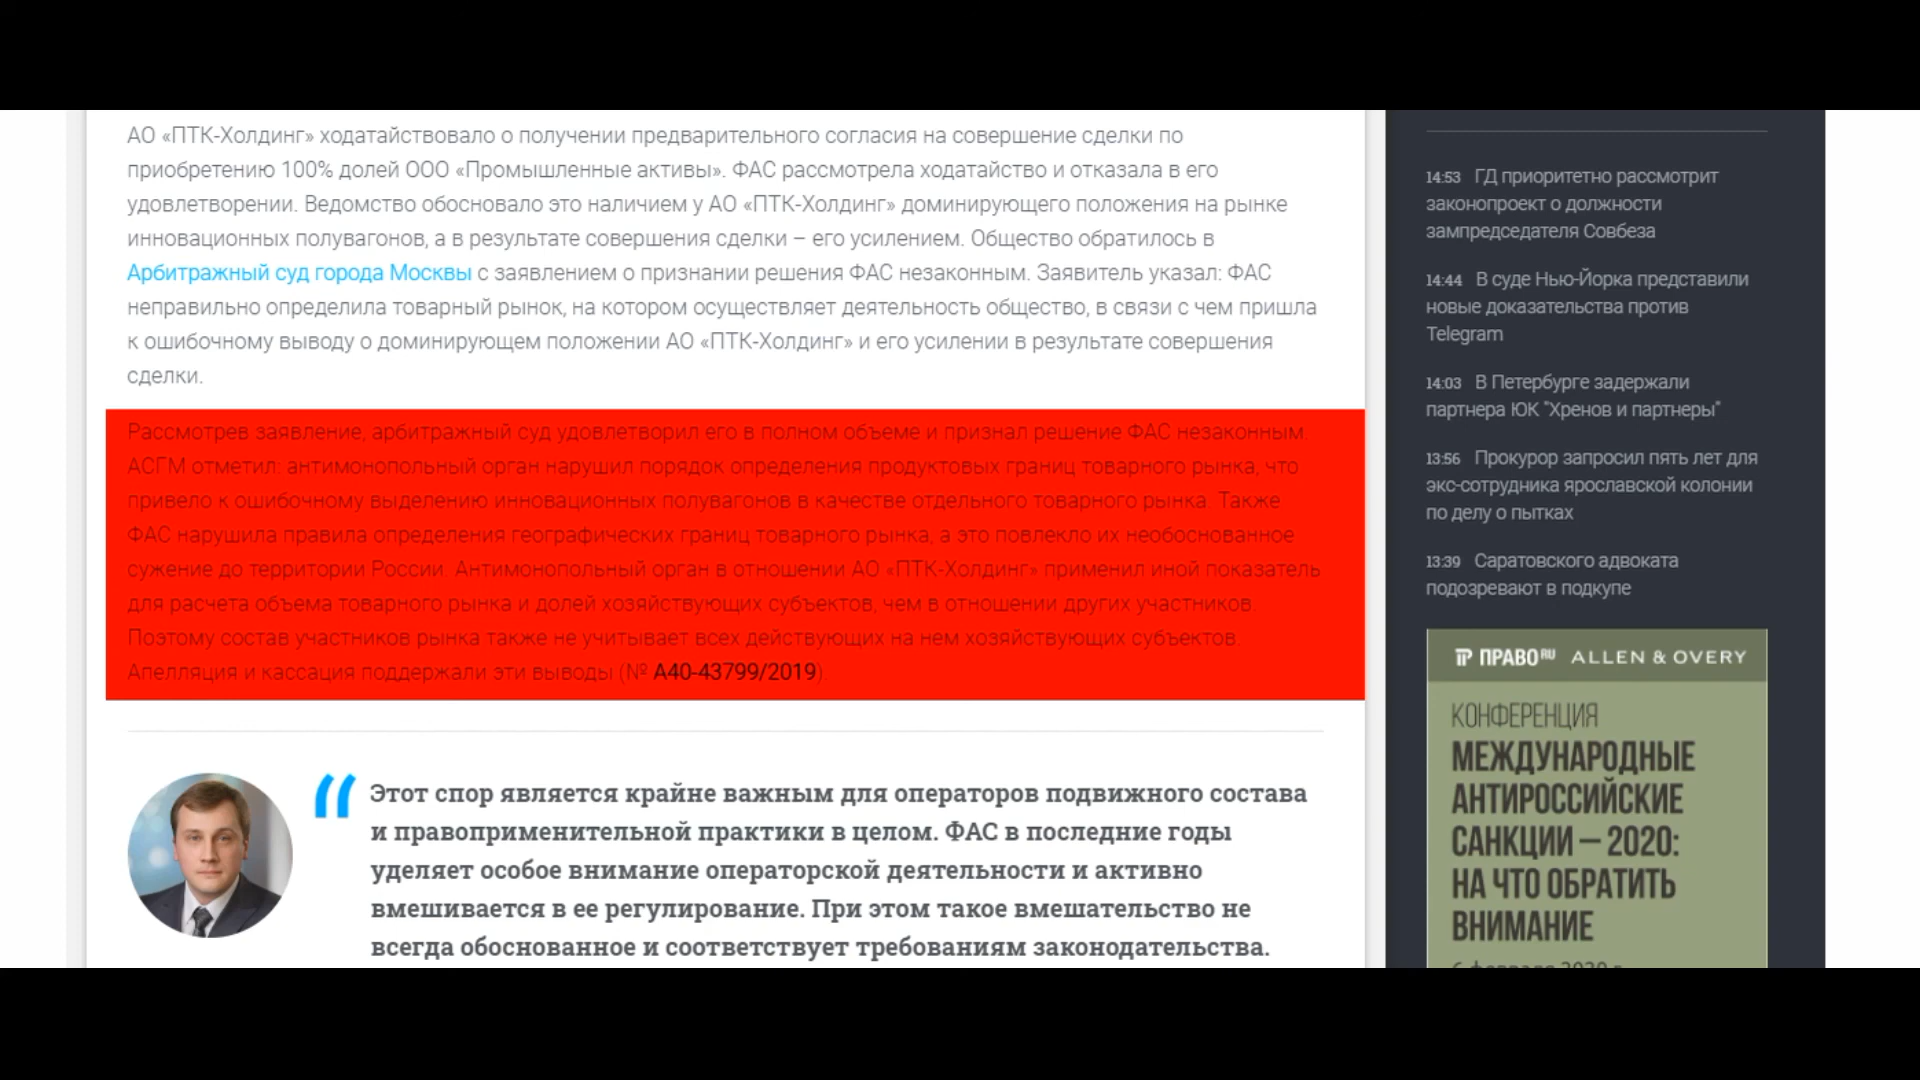 АО «ПТК-Холдинг» ходатайствовало о получении предварительного согласия на совершение сделки по
приобретению 100% долей ООО «Промышленные активы». ФАС рассмотрела ходатайство и отказала в его
удовлетворении. Ведомство обосновало это наличием у АО «ПТК-Холдинг» доминирующего положения на рынке
инновационных полувагонов, а в результате совершения сделки – его усилением. Общество обратилось в
Арбитражный суд города Москвы с заявлением о признании решения ФАС незаконным. Заявитель указал: ФАС
неправильно определила товарный рынок, на котором осуществляет деятельность общество, в связи с чем пришла
к ошибочному выводу о доминирующем положении АО «ПТК-Холдинг» и его усилении в результате совершения
сделки.
Рассмотрев заявление, арбитражный суд удовлетворил его в полном объеме и признал решение ФАС незаконным.
АСГМ отметил: антимонопольный орган нарушил порядок определения продуктовых границ товарного рынка, что
привело к ошибочному выделению инновационных полувагонов в качестве отдельного товарного рынка. Также
ФАС нарушила правила определения географических границ товарного рынка, а это повлекло их необоснованное
сужение до территории России. Антимонопольный орган в отношении АО «ПТК-Холдинг» применил иной показатель
для расчета объема товарного рынка и долей хозяйствующих субъектов, чем в отношении других участников.
Поэтому состав участников рынка также не учитывает всех действующих на нем хозяйствующих субъектов.
Апелляция и кассация поддержали эти выводы (№ А40-43799/2019).
“ Этот спор является крайне важным для операторов подвижного состава
и правоприменительной практики в целом. ФАС в последние годы
уделяет особое внимание операторской деятельности и активно
вмешивается в ее регулирование. При этом такое вмешательство не
всегда обоснованное и соответствует требованиям законодательства.
14:53 ГД приоритетно рассмотрит
законопроект о должности
зампредседателя Совбеза
14:44 В суде Нью-Йорка представили
новые доказательства против
Telegram
14:03 В Петербурге задержали
партнера ЮК "Хренов и партнеры"
13:56 Прокурор запросил пять лет для
экс-сотрудника ярославской колонии
по делу о пытках
13:39 Саратовского адвоката
подозревают в подкупе
ПРАВО RU ALLEN & OVERY
КОНФЕРЕНЦИЯ
МЕЖДУНАРОДНЫЕ
АНТИРОССИЙСКИЕ
САНКЦИИ – 2020:
НА ЧТО ОБРАТИТЬ
ВНИМАНИЕ
6 февраля 2020 г.